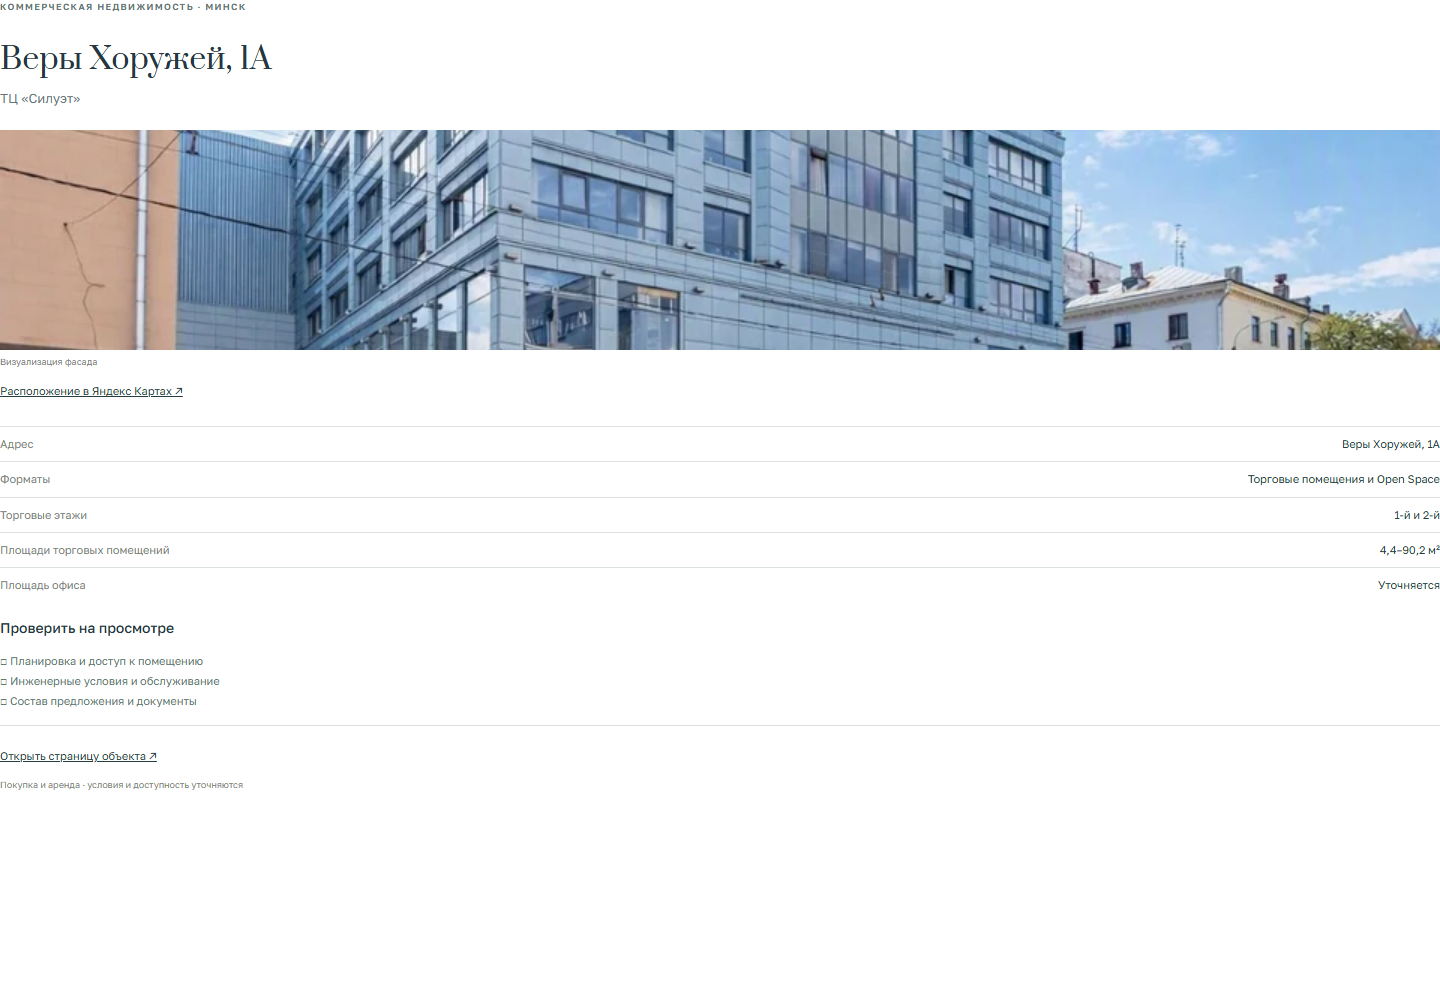 КОММЕРЧЕСКАЯ НЕДВИЖИМОСТЬ · МИНСК
Веры Хоружей, 1А
ТЦ «Силуэт»
Визуализация фасада
Расположение в Яндекс Картах ↗
Адрес Веры Хоружей, 1А
Форматы Торговые помещения и Open Space
Торговые этажи 1-й и 2-й
Площади торговых помещений 4,4–90,2 м²
Площадь офиса Уточняется
Проверить на просмотре
□ Планировка и доступ к помещению
□ Инженерные условия и обслуживание
□ Состав предложения и документы
Открыть страницу объекта ↗
Покупка и аренда · условия и доступность уточняются